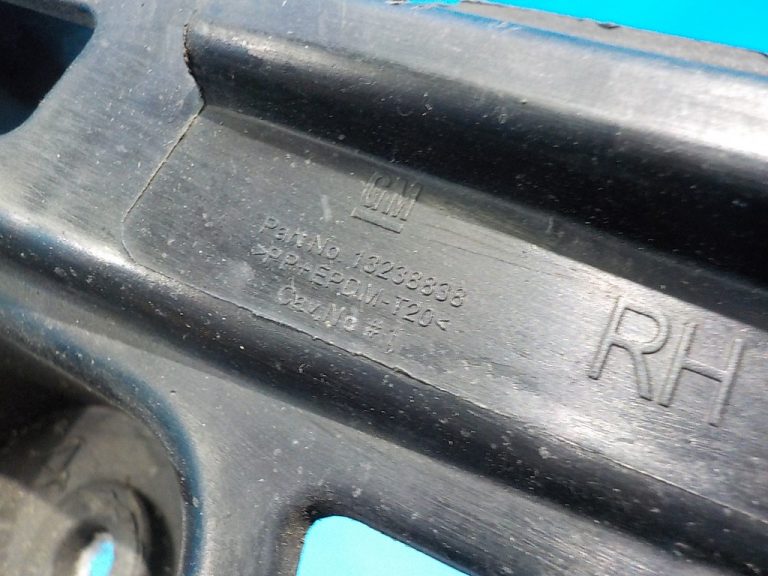 GM
Part No. 13238838
>PP+EPDM-T20<
Cav.No #1
RH